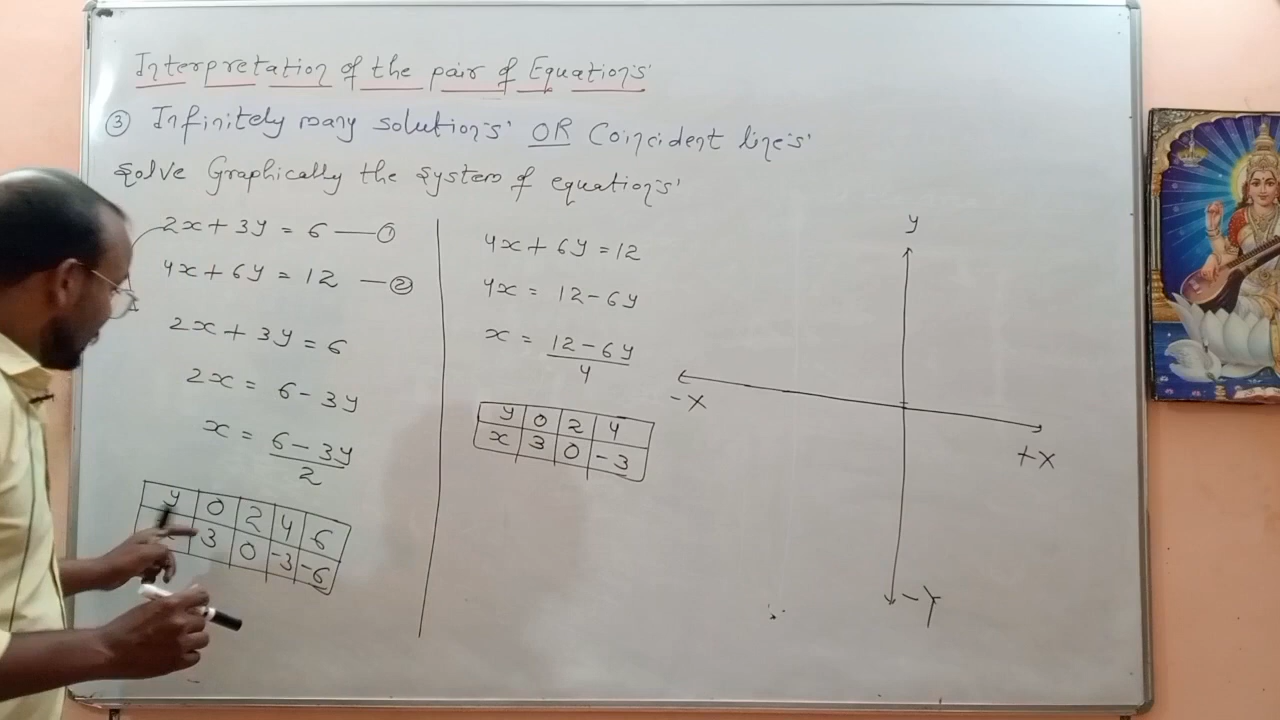 Interpretation of the pair of Equations'
③ Infinitely many solutions' OR Coincident lines'
Solve Graphically the system of equations'
2x + 3y = 6 — ①
4x + 6y = 12 — ②
2x + 3y = 6
2x = 6 - 3y
x = 6 - 3y / 2
y 0 2 4 6
3 0 -3 -6
4x + 6y = 12
4x = 12 - 6y
x = 12 - 6y / 4
y 0 2 4
x 3 0 -3
y
-X
+X
-Y